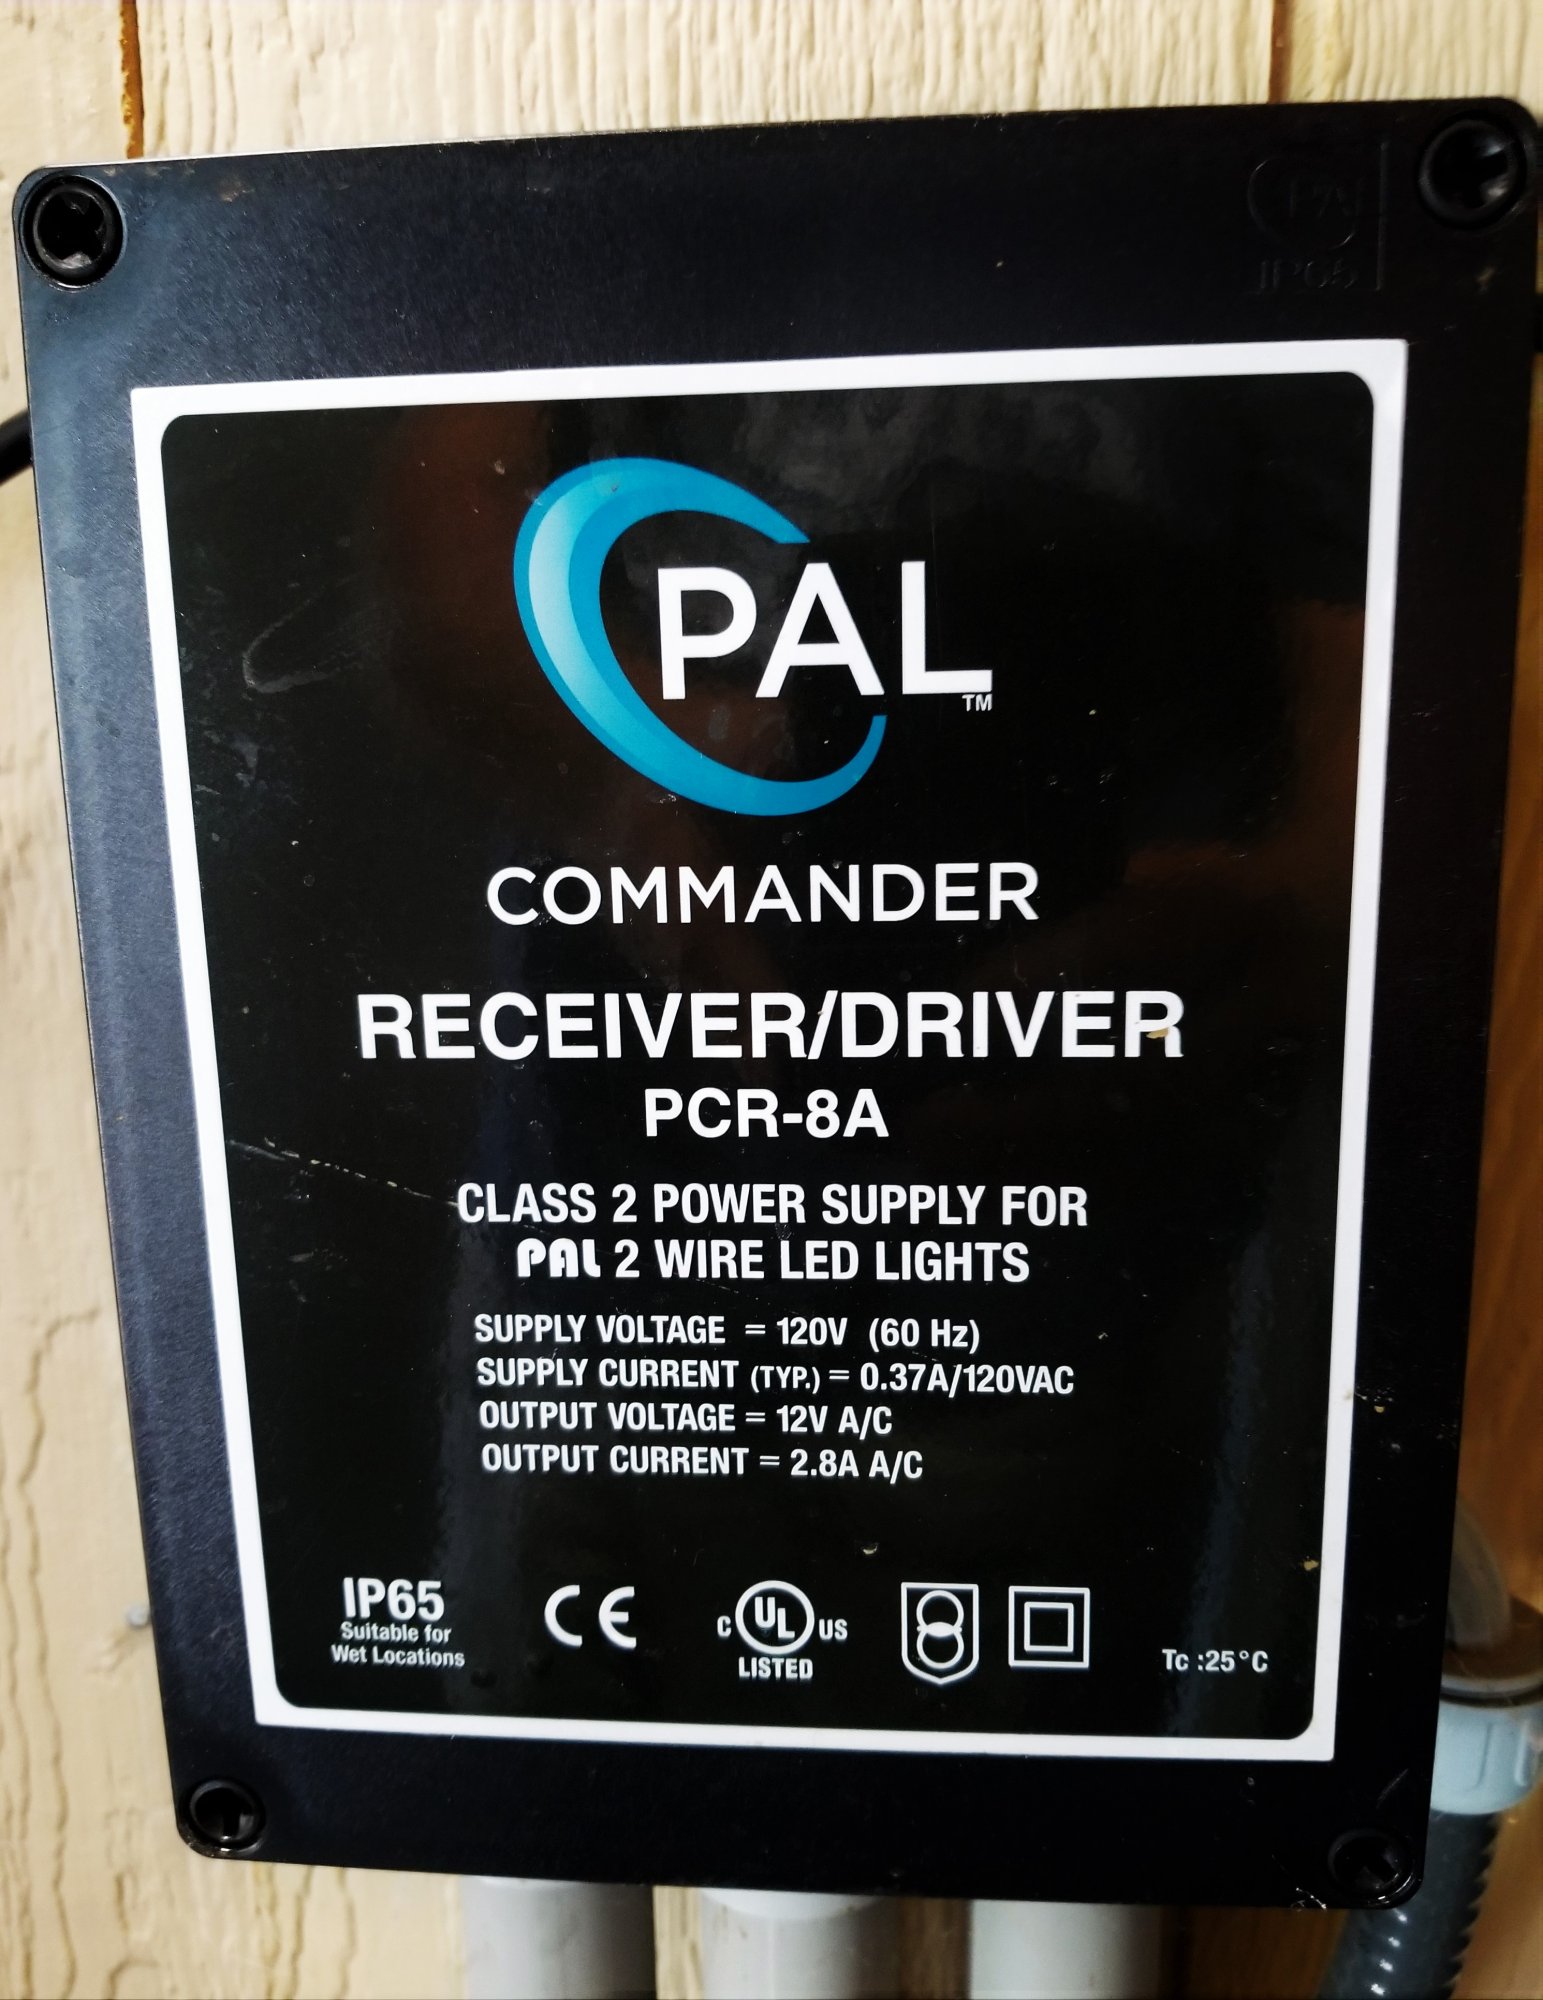 PAL
IP65
PAL™
COMMANDER
RECEIVER/DRIVER
PCR-8A
CLASS 2 POWER SUPPLY FOR
PAL 2 WIRE LED LIGHTS
SUPPLY VOLTAGE = 120V (60 Hz)
SUPPLY CURRENT (TYP.) = 0.37A/120VAC
OUTPUT VOLTAGE = 12V A/C
OUTPUT CURRENT = 2.8A A/C
IP65
Suitable for
Wet Locations
CE
C UL US
LISTED
Tc :25°C